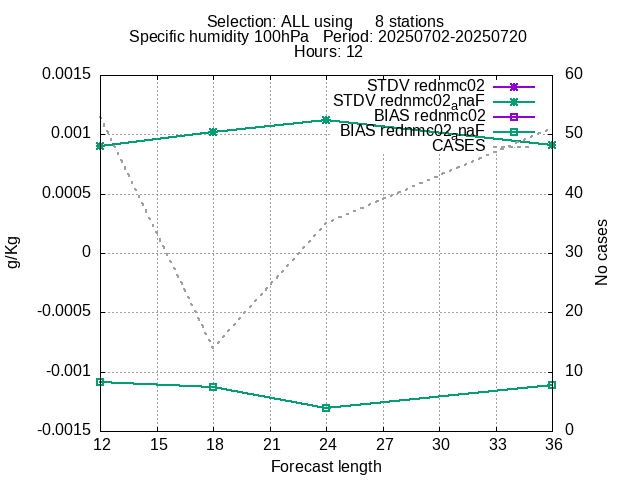 Selection: ALL using     8 stations
Specific humidity 100hPa   Period: 20250702-20250720
Hours: 12
0.0015
0.001
0.0005
0
-0.0005
-0.001
-0.0015
g/Kg
STDV rednmc02
STDV rednmc02anaF
BIAS rednmc02
BIAS rednmc02anaF
CASES
60
50
40
30
20
10
0
No cases
12 15 18 21 24 27 30 33 36
Forecast length